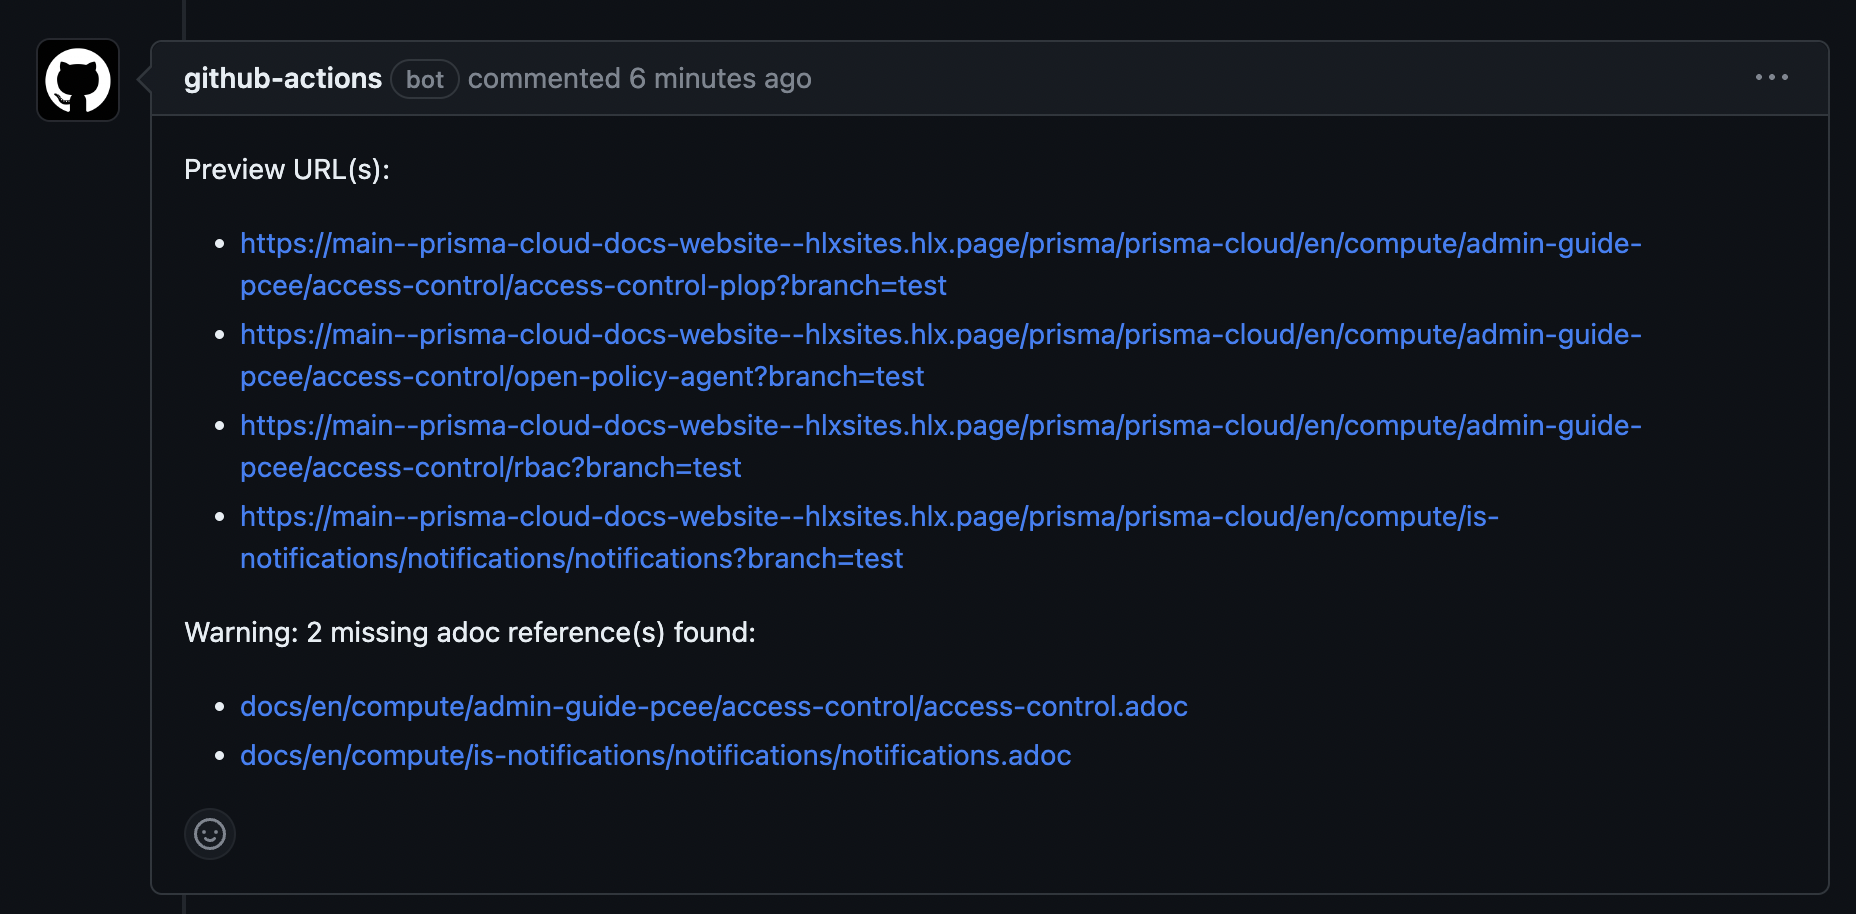 github-actions bot commented 6 minutes ago
Preview URL(s):
https://main--prisma-cloud-docs-website--hlxsites.hlx.page/prisma/prisma-cloud/en/compute/admin-guide-
pcee/access-control/access-control-plop?branch=test
https://main--prisma-cloud-docs-website--hlxsites.hlx.page/prisma/prisma-cloud/en/compute/admin-guide-
pcee/access-control/open-policy-agent?branch=test
https://main--prisma-cloud-docs-website--hlxsites.hlx.page/prisma/prisma-cloud/en/compute/admin-guide-
pcee/access-control/rbac?branch=test
https://main--prisma-cloud-docs-website--hlxsites.hlx.page/prisma/prisma-cloud/en/compute/is-
notifications/notifications/notifications?branch=test
Warning: 2 missing adoc reference(s) found:
docs/en/compute/admin-guide-pcee/access-control/access-control.adoc
docs/en/compute/is-notifications/notifications/notifications.adoc